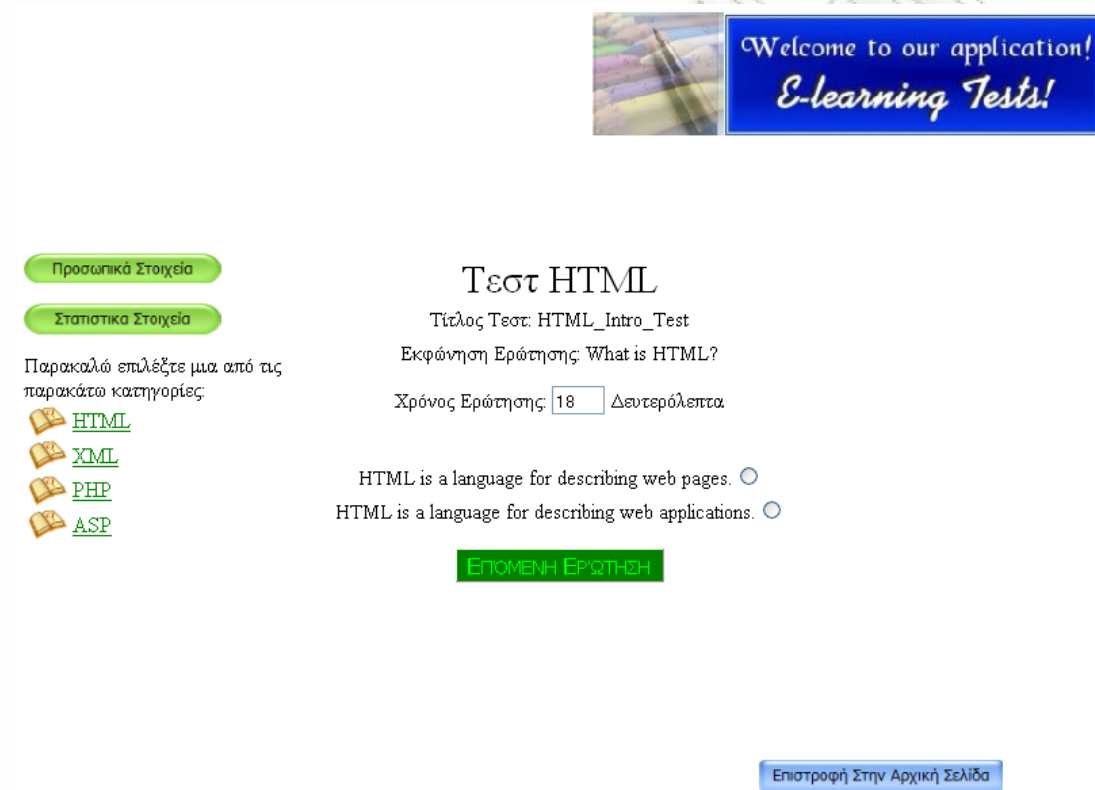 Welcome to our application!
E-learning Tests!
Προσωπικά Στοιχεία
Στατιστικα Στοιχεία
Παρακαλώ επιλέξτε μια από τις
παρακάτω κατηγορίες:
HTML
XML
PHP
ASP
Τεστ HTML
Τίτλος Τεστ: HTML_Intro_Test
Εκφώνηση Ερώτησης: What is HTML?
Χρόνος Ερώτησης: 18 Δευτερόλεπτα
HTML is a language for describing web pages.
HTML is a language for describing web applications.
ΕΠΌΜΕΝΗ ΕΡΏΤΗΣΗ
Επιστροφή Στην Αρχική Σελίδα